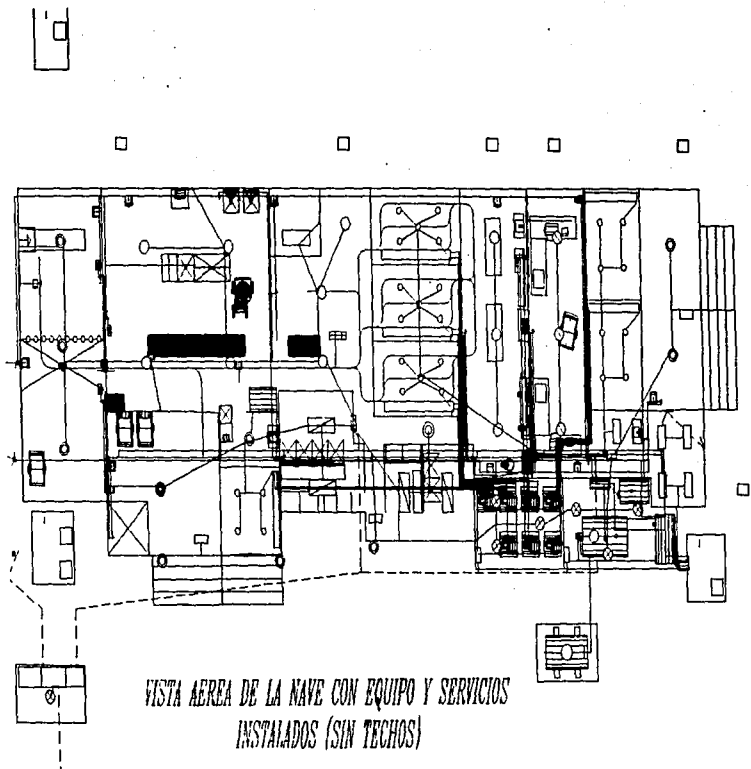 VISTA AEREA DE LA NAVE CON EQUIPO Y SERVICIOS
INSTALADOS (SIN TECHOS)